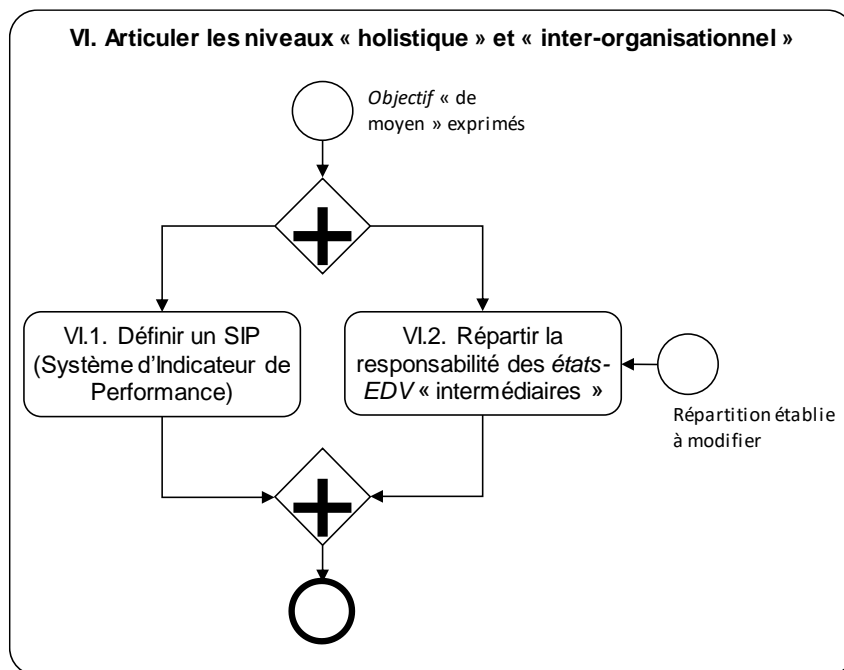 VI. Articuler les niveaux « holistique » et « inter-organisationnel »
Objectif « de
moyen » exprimés
VI.1. Définir un SIP
(Système d'Indicateur de
Performance)
VI.2. Répartir la
responsabilité des états-
EDV « intermédiaires »
Répartition établie
à modifier